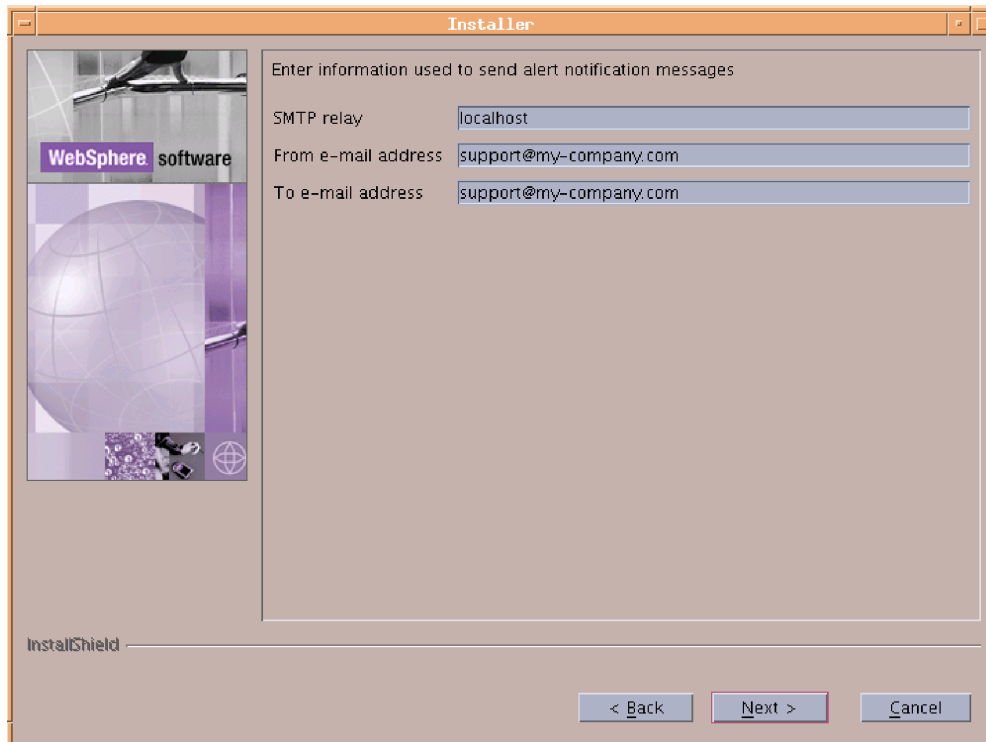 Installer
WebSphere software
Enter information used to send alert notification messages
SMTP relay localhost
From e-mail address support@my-company.com
To e-mail address support@my-company.com
InstallShield
< Back Next > Cancel